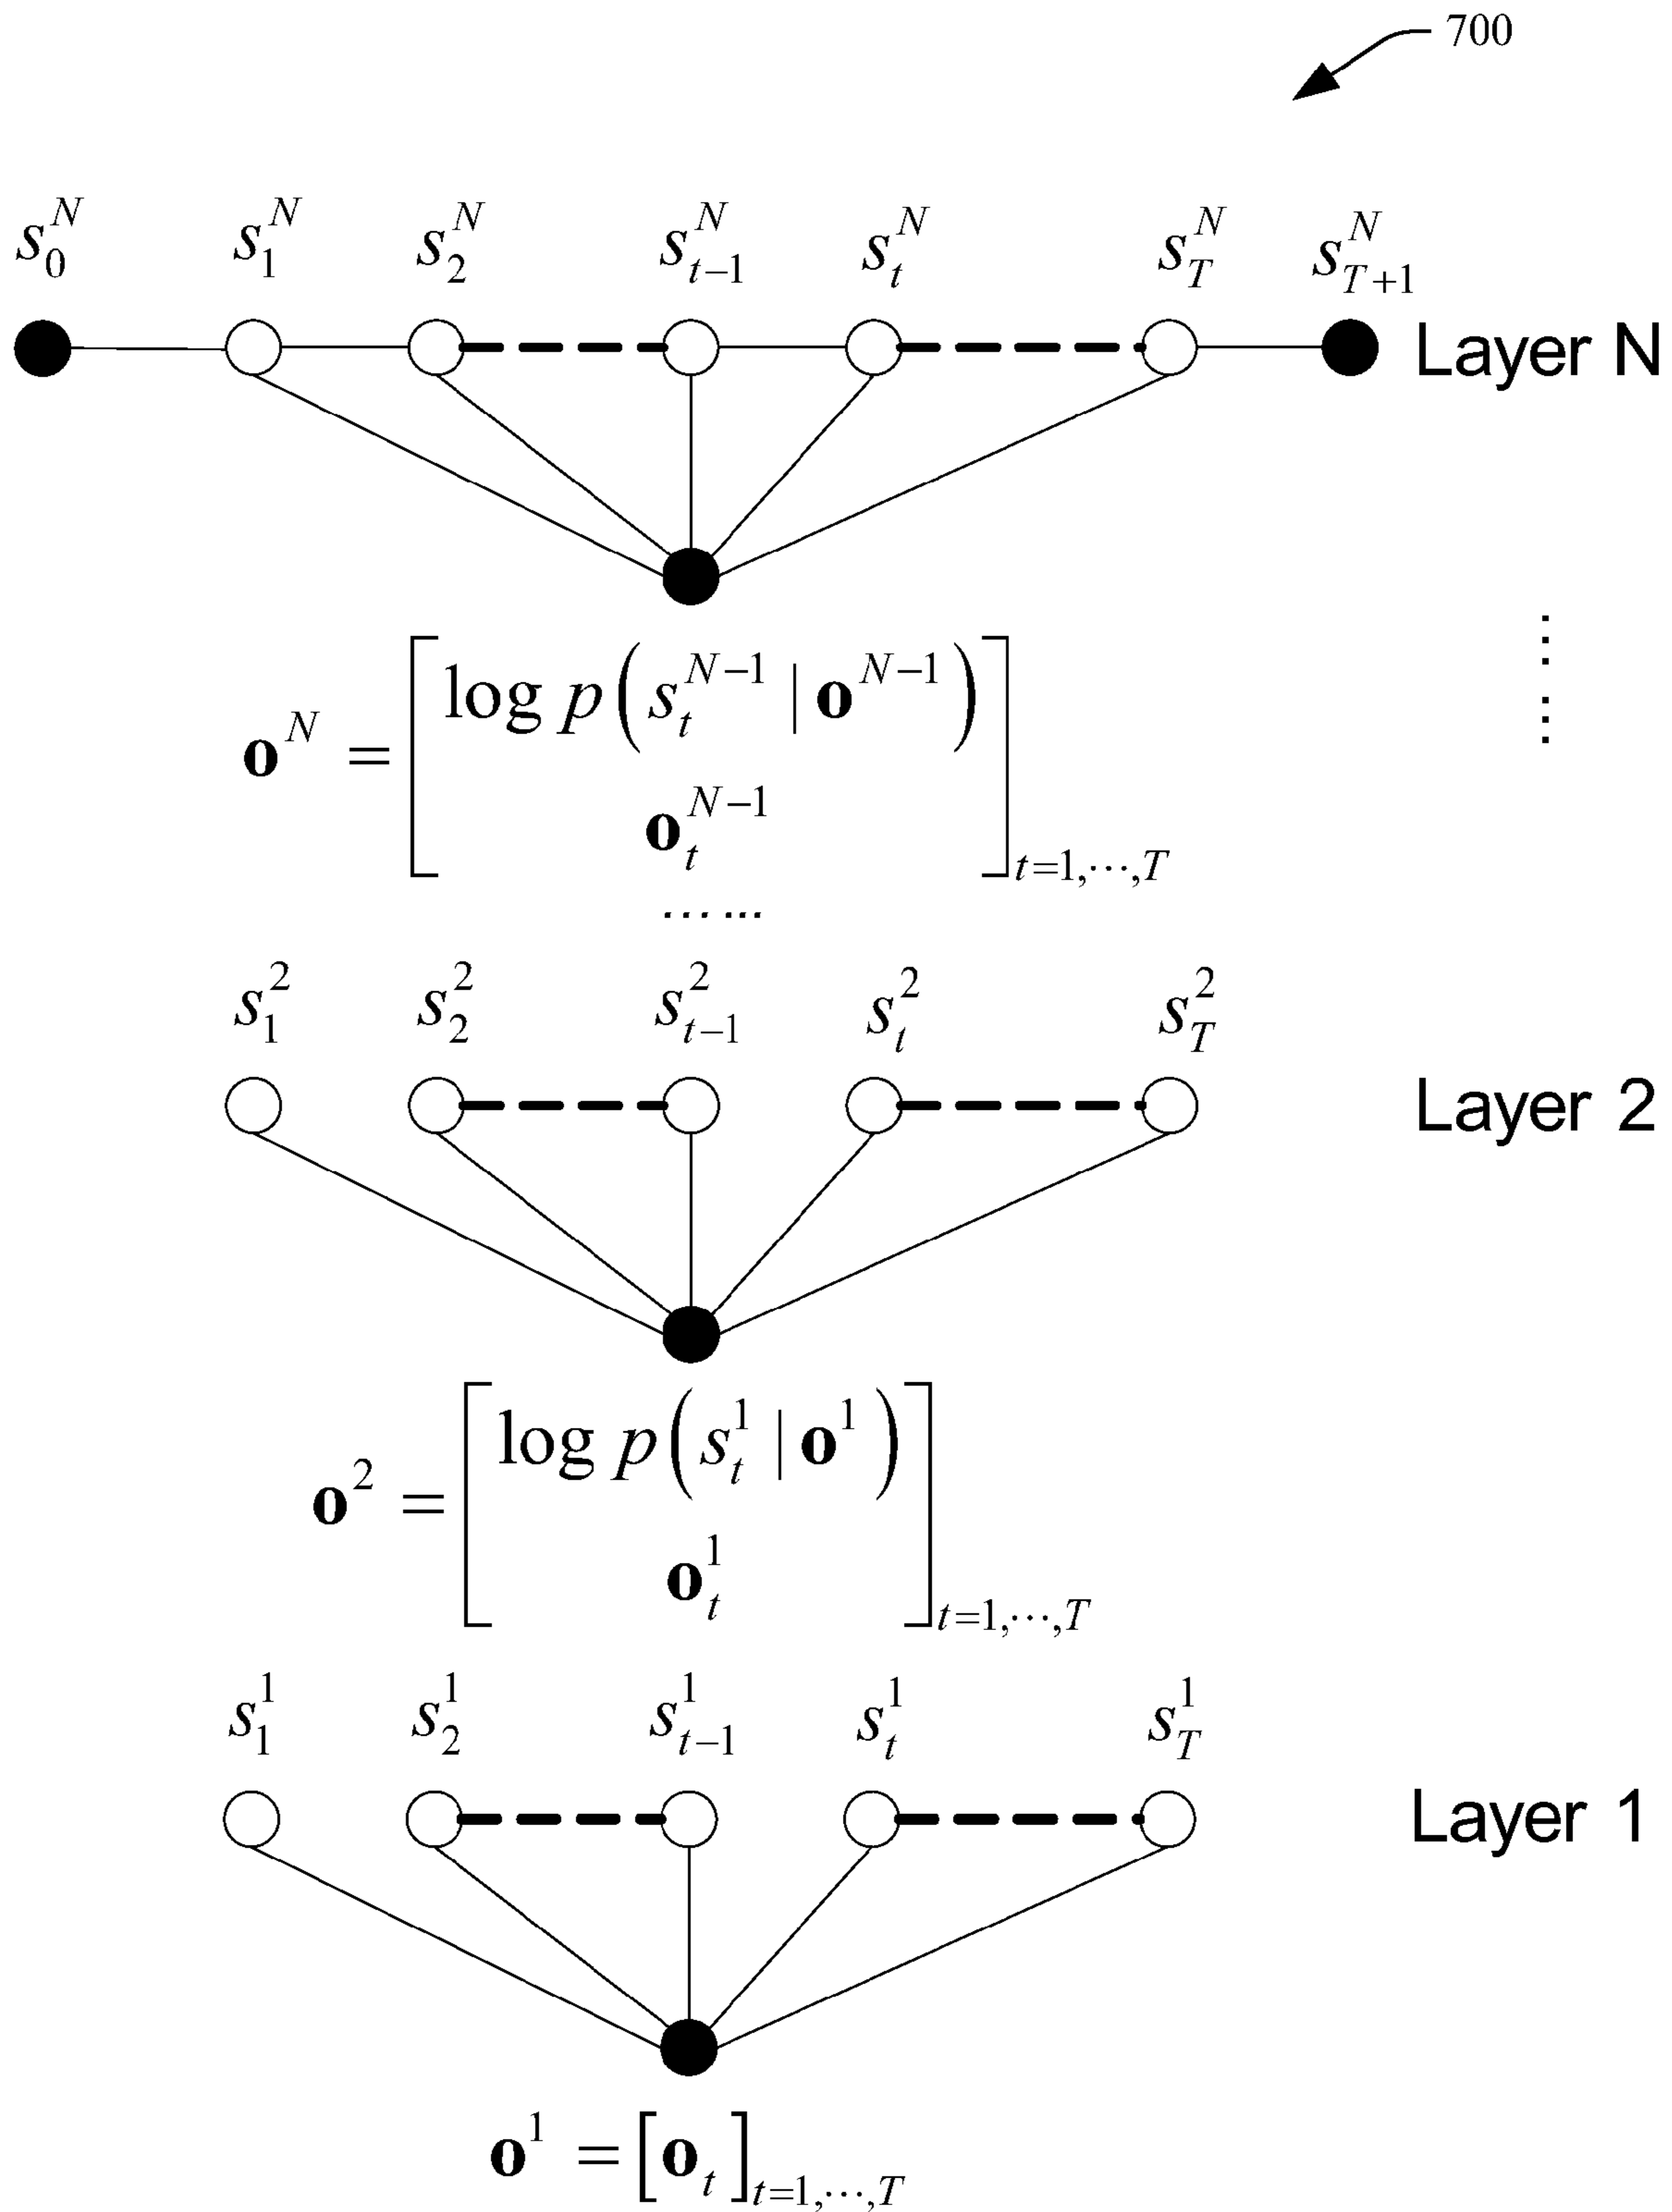 700
s_0^N s_1^N s_2^N s_{t-1}^N s_t^N s_T^N s_{T+1}^N
Layer N
o^N = [ log p( s_t^{N-1} | o^{N-1} )
o_t^{N-1} ]_{t=1,⋯,T}
……
s_1^2 s_2^2 s_{t-1}^2 s_t^2 s_T^2
Layer 2
o^2 = [ log p( s_t^1 | o^1 )
o_t^1 ]_{t=1,⋯,T}
s_1^1 s_2^1 s_{t-1}^1 s_t^1 s_T^1
Layer 1
o^1 = [ o_t ]_{t=1,⋯,T}